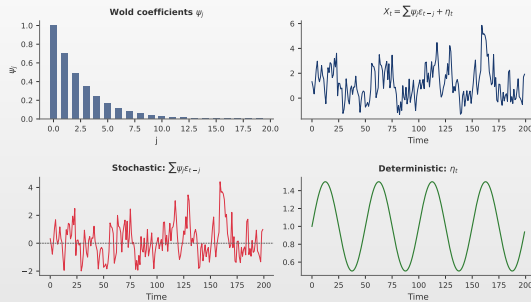 Wold coefficients ψⱼ
ψⱼ
1.0
0.8
0.6
0.4
0.2
0.0
0.0 2.5 5.0 7.5 10.0 12.5 15.0 17.5 20.0
j
Xₜ = ∑ψⱼεₜ₋ⱼ + ηₜ
6
4
2
0
0 25 50 75 100 125 150 175 200
Time
Stochastic: ∑ψⱼεₜ₋ⱼ
4
2
0
−2
0 25 50 75 100 125 150 175 200
Time
Deterministic: ηₜ
1.4
1.2
1.0
0.8
0.6
0 25 50 75 100 125 150 175 200
Time